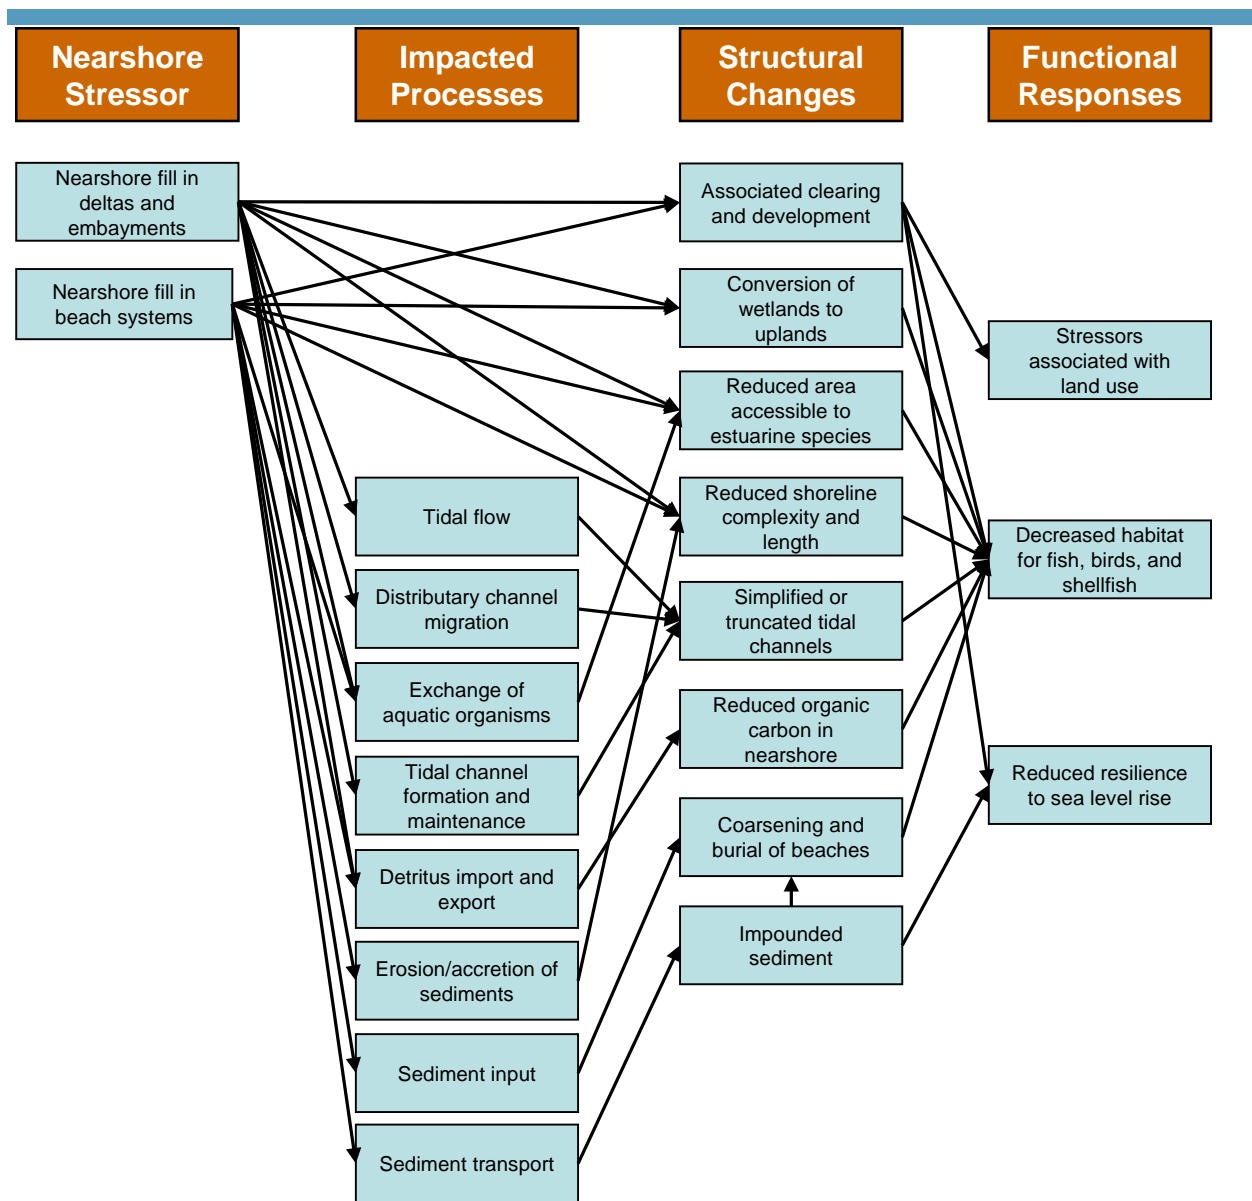 Nearshore
Stressor
Impacted
Processes
Structural
Changes
Functional
Responses
Nearshore fill in
deltas and
embayments
Nearshore fill in
beach systems
Tidal flow
Distributary channel
migration
Exchange of
aquatic organisms
Tidal channel
formation and
maintenance
Detritus import and
export
Erosion/accretion of
sediments
Sediment input
Sediment transport
Associated clearing
and development
Conversion of
wetlands to
uplands
Reduced area
accessible to
estuarine species
Reduced shoreline
complexity and
length
Simplified or
truncated tidal
channels
Reduced organic
carbon in
nearshore
Coarsening and
burial of beaches
Impounded
sediment
Stressors
associated with
land use
Decreased habitat
for fish, birds, and
shellfish
Reduced resilience
to sea level rise